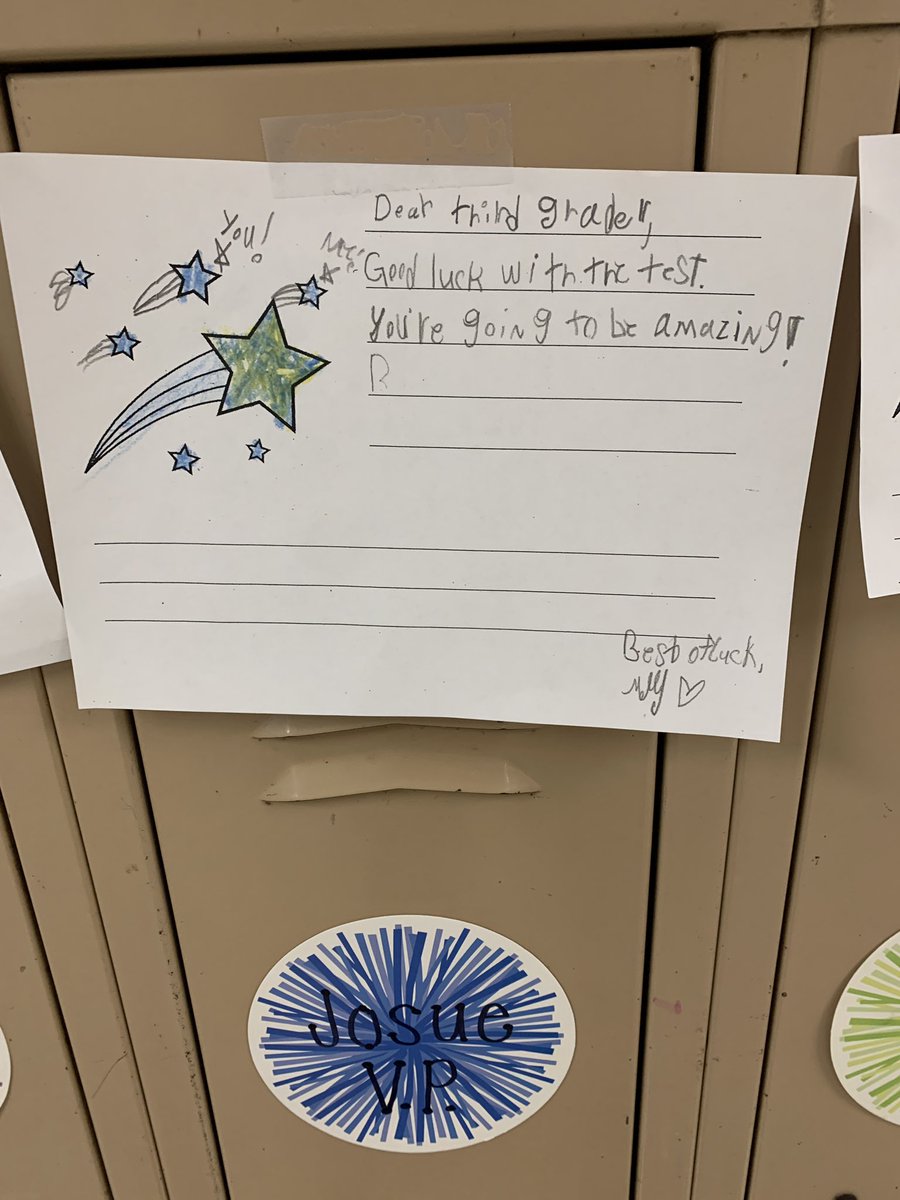 You!
Me!
Dear third grader,
Good luck with the test.
You're going to be amazing!
B
Best of luck,
Josue
V.P.